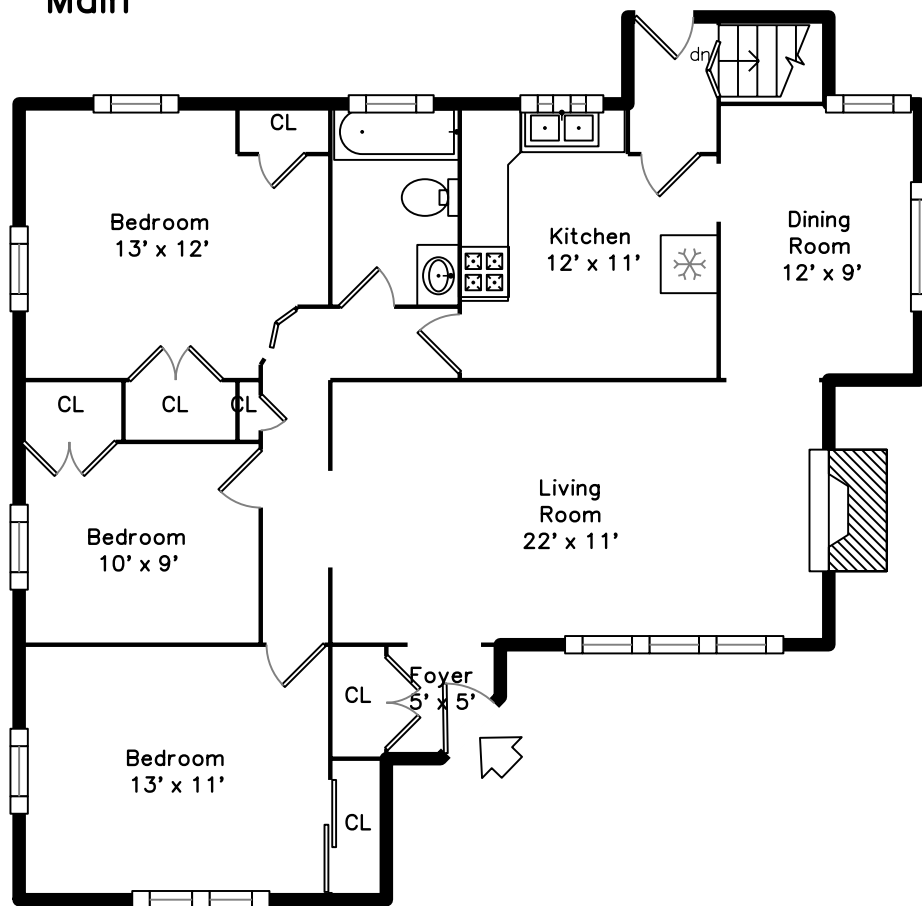 Main
dn
CL
Bedroom
13' x 12'
Kitchen
12' x 11'
Dining
Room
12' x 9'
CL
CL
CL
Living
Room
22' x 11'
Bedroom
10' x 9'
Foyer
5' x 5'
CL
Bedroom
13' x 11'
CL